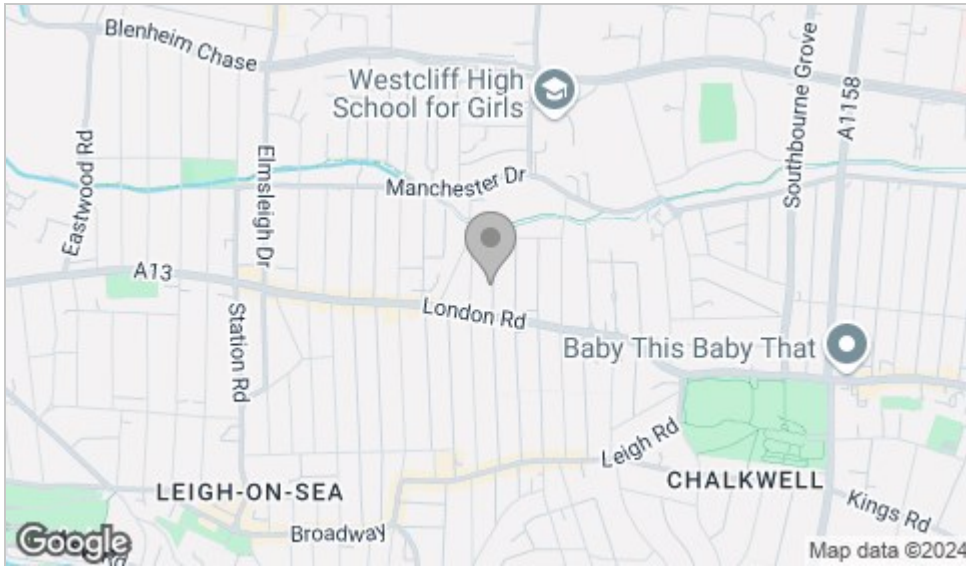 Blenheim Chase
Westcliff High
School for Girls
Southbourne Grove
A1158
Eastwood Rd
Elmsleigh Dr
Manchester Dr
A13
London Rd
Station Rd
Baby This Baby That
Leigh Rd
CHALKWELL
LEIGH-ON-SEA
Kings Rd
Broadway
Google
Rd
Map data ©2024